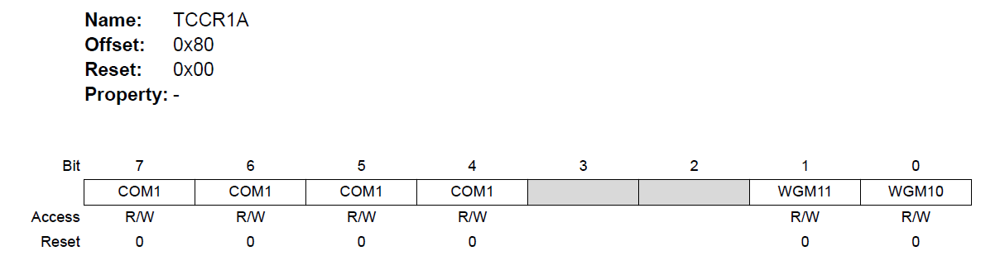 Name: TCCR1A
Offset: 0x80
Reset: 0x00
Property: -
Bit 7 6 5 4 3 2 1 0
COM1 COM1 COM1 COM1 WGM11 WGM10
Access R/W R/W R/W R/W R/W R/W
Reset 0 0 0 0 0 0